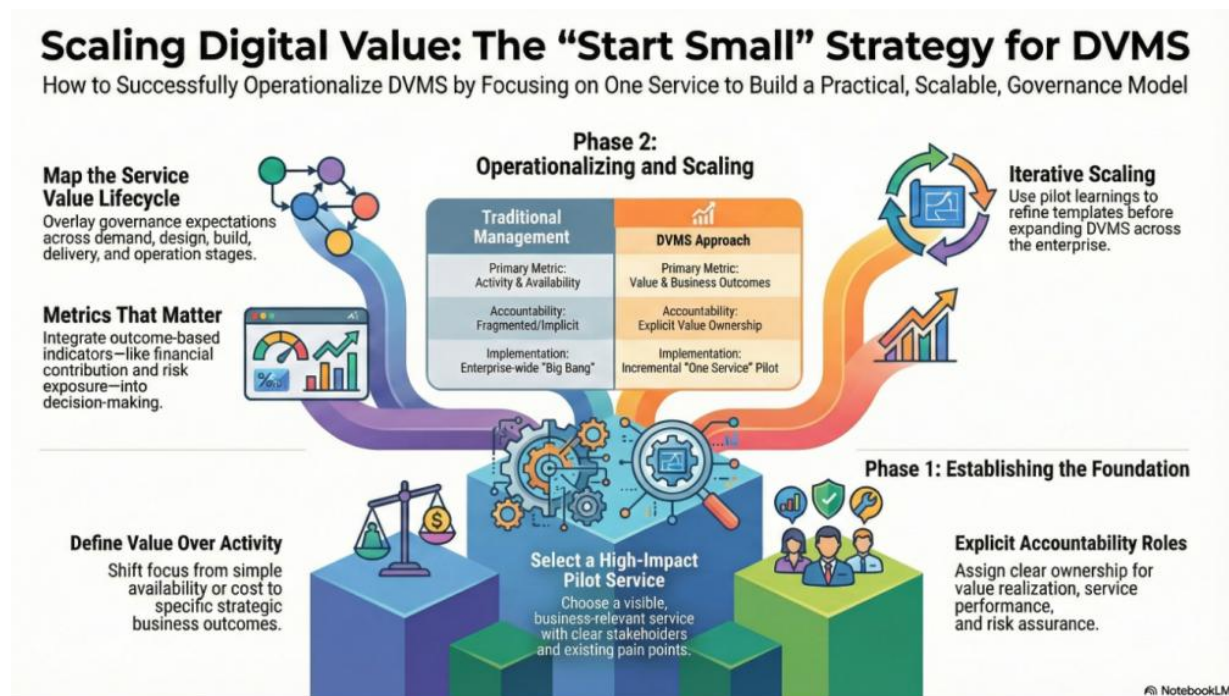 Scaling Digital Value: The “Start Small” Strategy for DVMS
How to Successfully Operationalize DVMS by Focusing on One Service to Build a Practical, Scalable, Governance Model
Phase 2:
Operationalizing and Scaling
Map the Service
Value Lifecycle
Overlay governance expectations
across demand, design, build,
delivery, and operation stages.
Metrics That Matter
Integrate outcome-based
indicators—like financial
contribution and risk
exposure—into
decision-making.
%
Traditional
Management
Primary Metric:
Activity & Availability
Accountability:
Fragmented/Implicit
Implementation:
Enterprise-wide "Big Bang"
DVMS Approach
Primary Metric:
Value & Business Outcomes
Accountability:
Explicit Value Ownership
Implementation:
Incremental "One Service" Pilot
Iterative Scaling
Use pilot learnings to
refine templates before
expanding DVMS across
the enterprise.
Phase 1: Establishing the Foundation
Define Value Over Activity
Shift focus from simple
availability or cost to
specific strategic
business outcomes.
$
Select a High-Impact
Pilot Service
Choose a visible,
business-relevant service
with clear stakeholders
and existing pain points.
Explicit Accountability Roles
Assign clear ownership for
value realization, service
performance,
and risk assurance.
NotebookLM